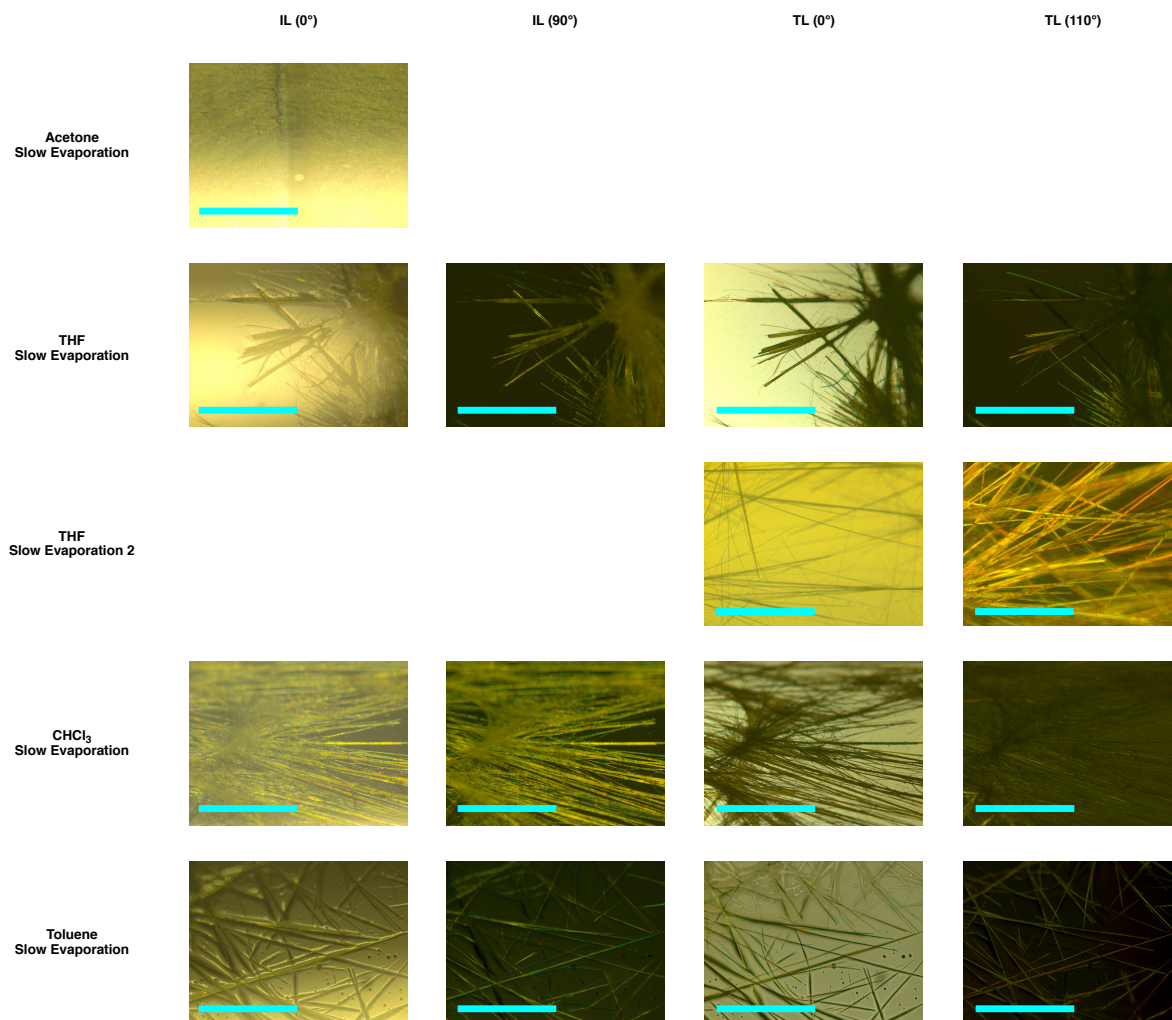 IL (0°)
IL (90°)
TL (0°)
TL (110°)
Acetone
Slow Evaporation
THF
Slow Evaporation
THF
Slow Evaporation 2
CHCl₃
Slow Evaporation
Toluene
Slow Evaporation